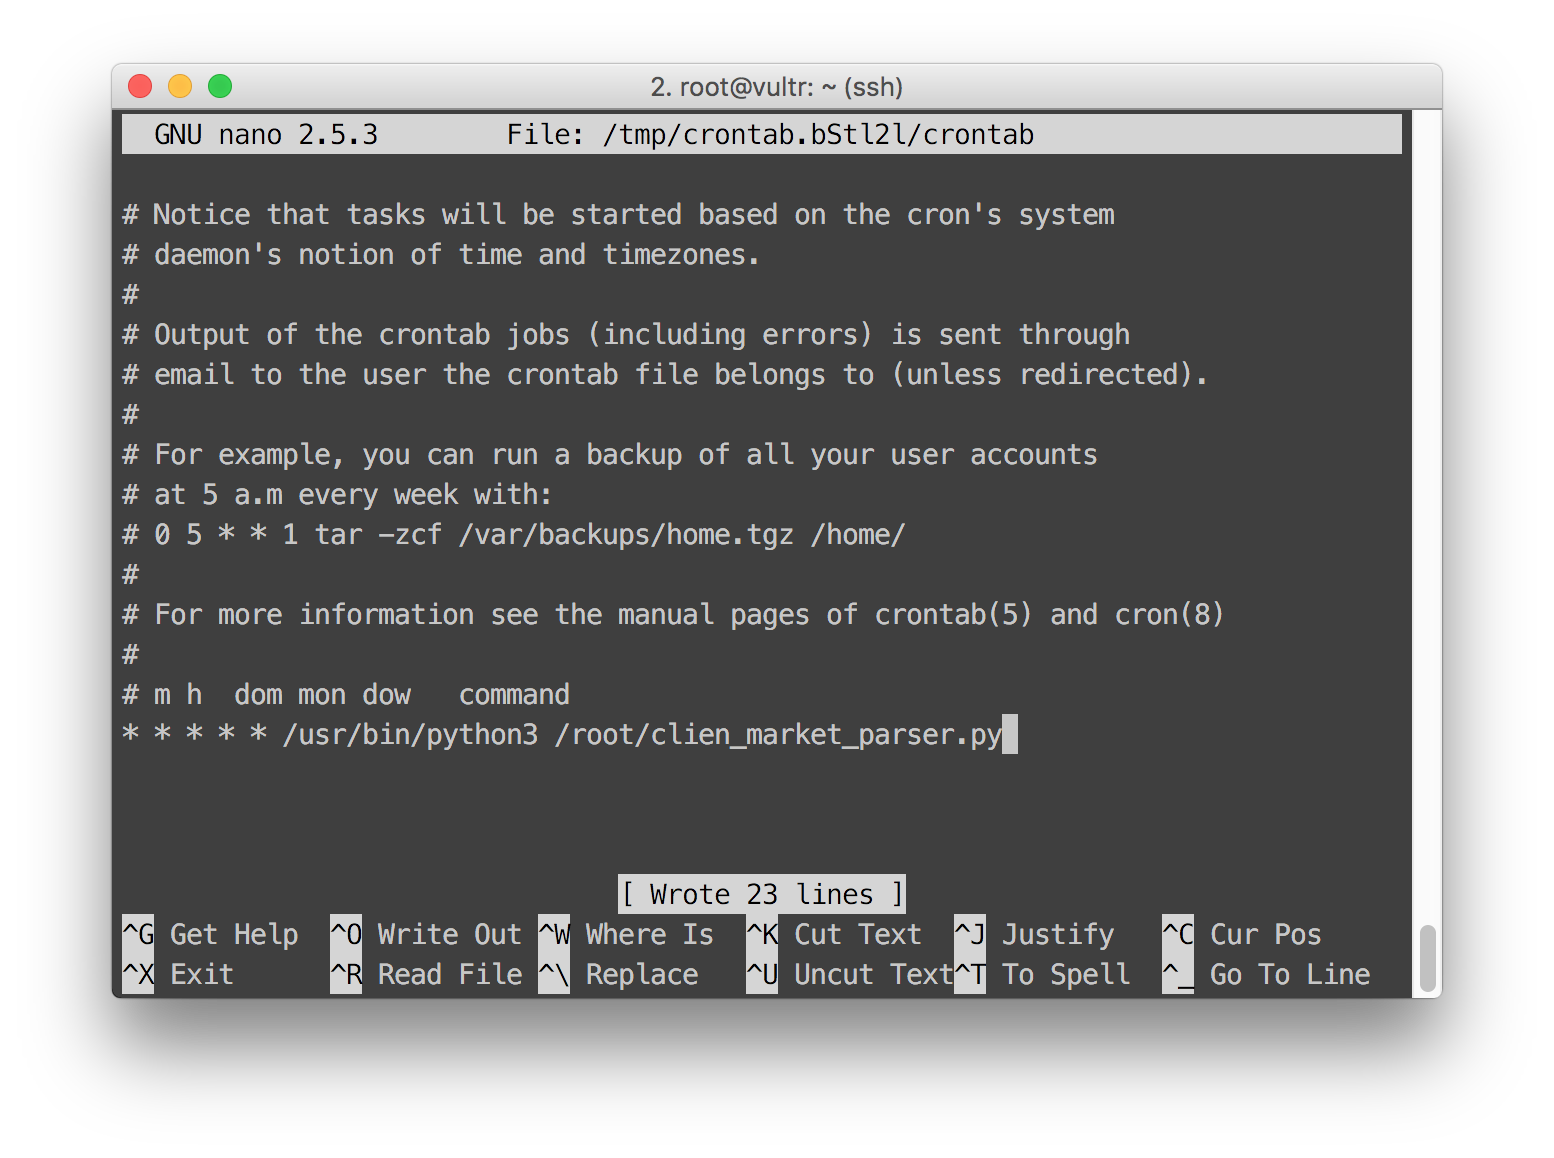 2. root@vultr: ~ (ssh)
GNU nano 2.5.3 File: /tmp/crontab.bStl2l/crontab
# Notice that tasks will be started based on the cron's system
# daemon's notion of time and timezones.
#
# Output of the crontab jobs (including errors) is sent through
# email to the user the crontab file belongs to (unless redirected).
#
# For example, you can run a backup of all your user accounts
# at 5 a.m every week with:
# 0 5 * * 1 tar -zcf /var/backups/home.tgz /home/
#
# For more information see the manual pages of crontab(5) and cron(8)
#
# m h  dom mon dow   command
* * * * * /usr/bin/python3 /root/clien_market_parser.py
[ Wrote 23 lines ]
^G Get Help ^O Write Out ^W Where Is ^K Cut Text ^J Justify ^C Cur Pos
^X Exit ^R Read File ^\ Replace ^U Uncut Text ^T To Spell ^_ Go To Line